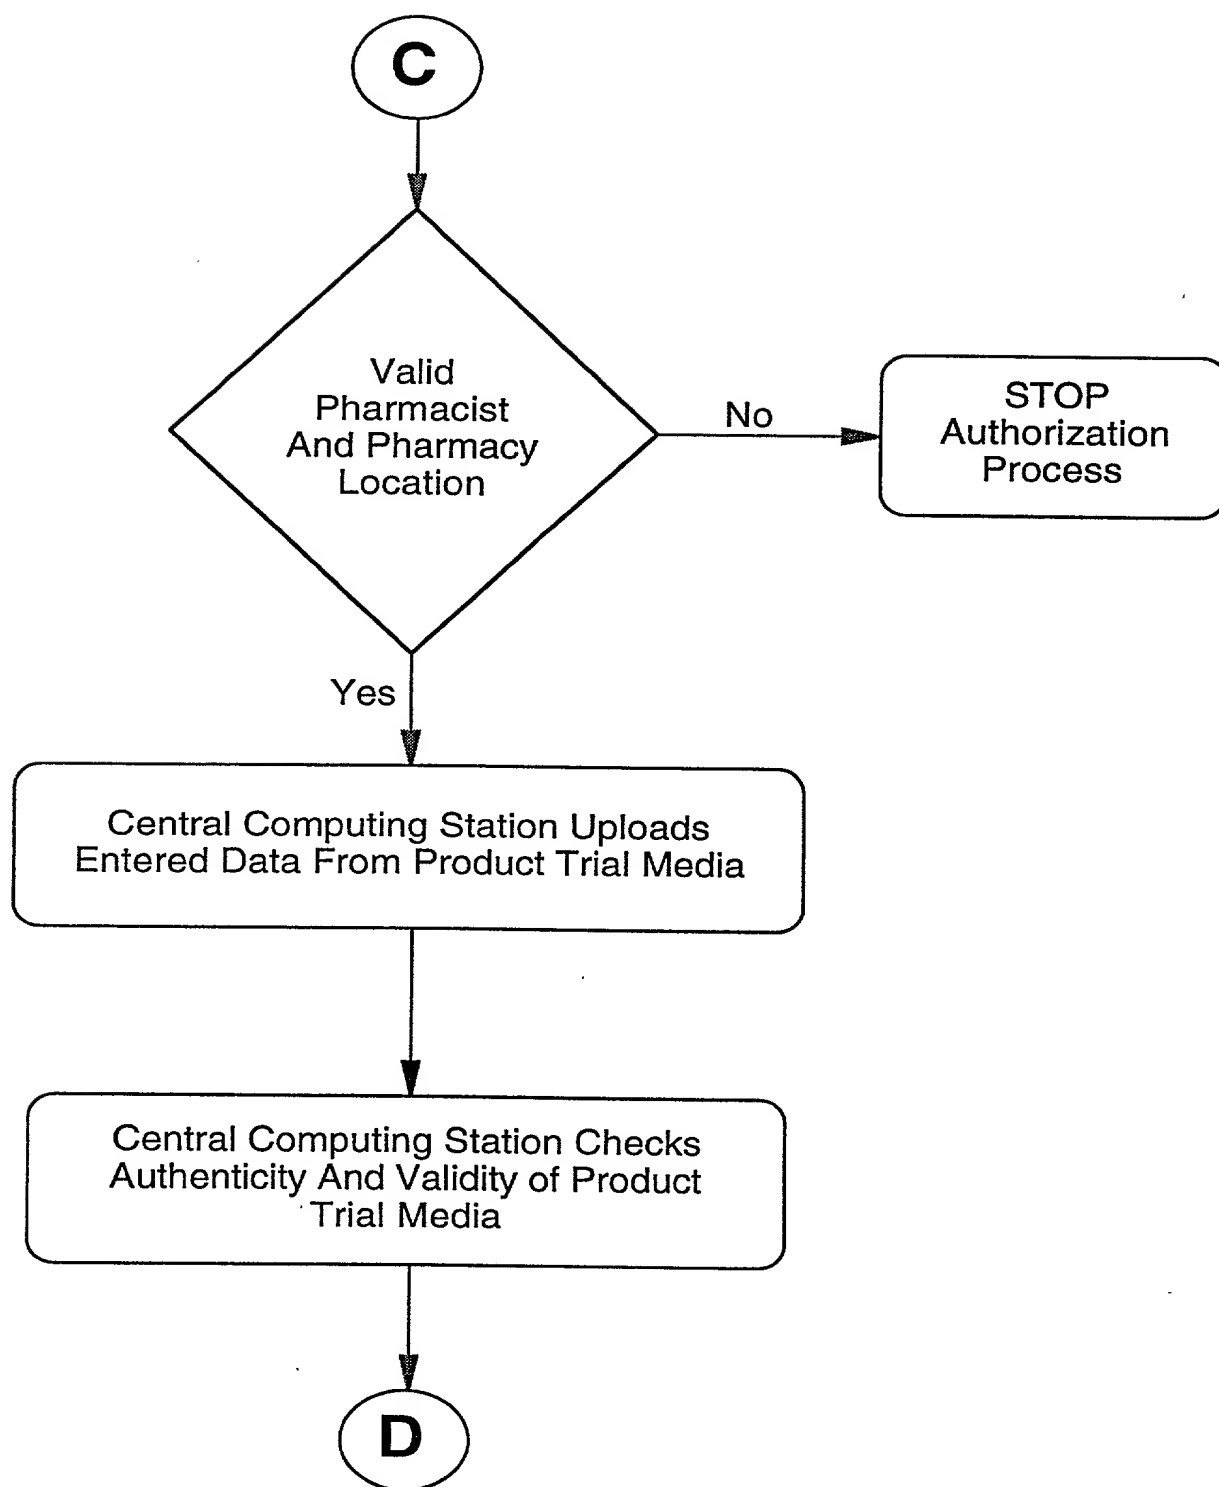 C
Valid
Pharmacist
And Pharmacy
Location
No
STOP
Authorization
Process
Yes
Central Computing Station Uploads
Entered Data From Product Trial Media
Central Computing Station Checks
Authenticity And Validity of Product
Trial Media
D